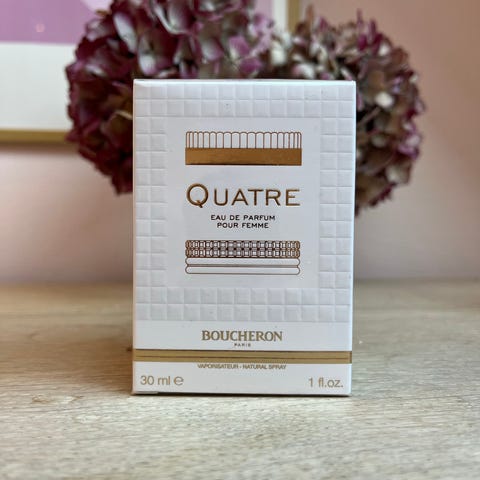 QUATRE
EAU DE PARFUM
POUR FEMME
BOUCHERON
PARIS
VAPORISATEUR - NATURAL SPRAY
30 ml ℮ 1 fl.oz.